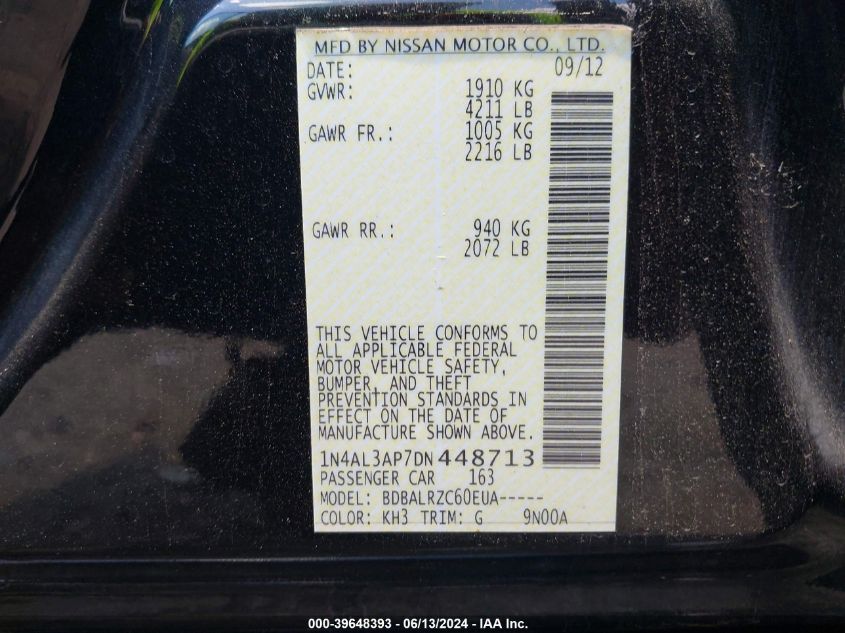 MFD BY NISSAN MOTOR CO., LTD.
DATE: 09/12
GVWR: 1910 KG
4211 LB
GAWR FR.: 1005 KG
2216 LB
GAWR RR.: 940 KG
2072 LB
THIS VEHICLE CONFORMS TO
ALL APPLICABLE FEDERAL
MOTOR VEHICLE SAFETY,
BUMPER, AND THEFT
PREVENTION STANDARDS IN
EFFECT ON THE DATE OF
MANUFACTURE SHOWN ABOVE.
1N4AL3AP7DN448713
PASSENGER CAR 163
MODEL: BDBALRZC60EUA-----
COLOR: KH3 TRIM: G 9N00A
000-39648393 - 06/13/2024 - IAA Inc.